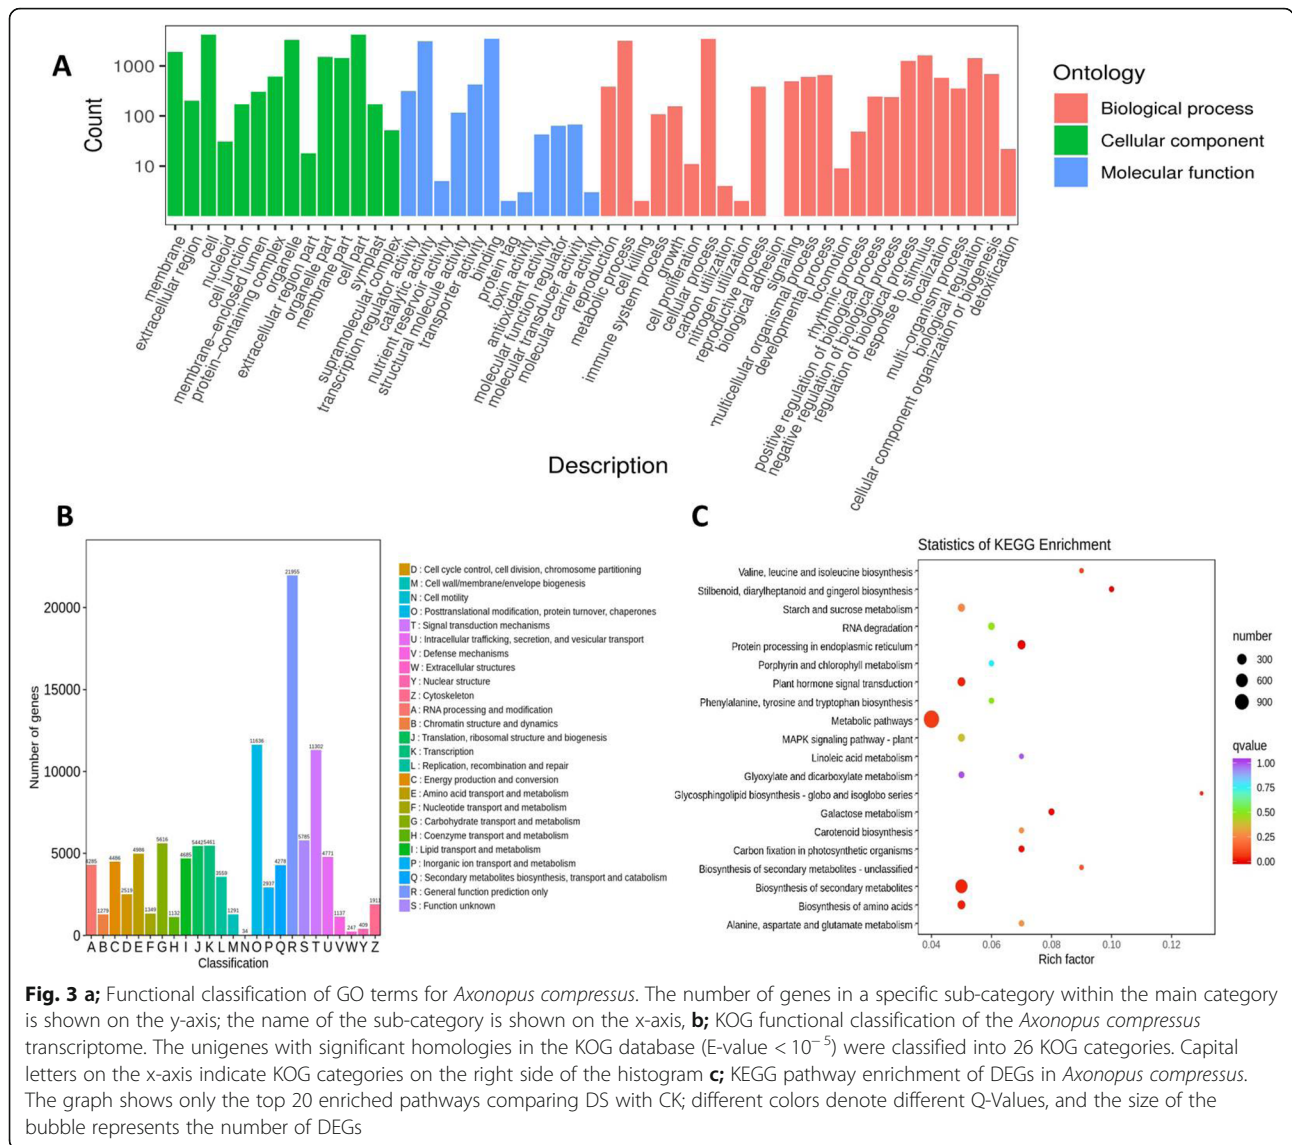 A
1000
100
10
Count
Ontology
Biological process
Cellular component
Molecular function
membrane
extracellular region
cell
nucleoid
cell junction
membrane−enclosed lumen
protein−containing complex
organelle
extracellular region part
organelle part
membrane part
cell part
symplast
supramolecular complex
transcription regulator activity
catalytic activity
nutrient reservoir activity
structural molecule activity
transporter activity
binding
protein tag
toxin activity
antioxidant activity
molecular function regulator
molecular transducer activity
molecular carrier activity
reproduction
metabolic process
cell killing
immune system process
growth
cell proliferation
cellular process
carbon utilization
nitrogen utilization
reproductive process
biological adhesion
signaling
multicellular organismal process
developmental process
locomotion
rhythmic process
positive regulation of biological process
negative regulation of biological process
regulation of biological process
response to stimulus
localization
multi−organism process
biological regulation
cellular component organization or biogenesis
detoxification
Description
B
Number of genes
20000
15000
10000
5000
0
4285
1279
4486
2519
4986
1349
5616
1132
4685
5442
5461
3559
1291
34
11636
2937
4278
21955
5785
11302
4771
1137
247
409
1911
A B C D E F G H I J K L M N O P Q R S T U V W Y Z
Classification
D : Cell cycle control, cell division, chromosome partitioning
M : Cell wall/membrane/envelope biogenesis
N : Cell motility
O : Posttranslational modification, protein turnover, chaperones
T : Signal transduction mechanisms
U : Intracellular trafficking, secretion, and vesicular transport
V : Defense mechanisms
W : Extracellular structures
Y : Nuclear structure
Z : Cytoskeleton
A : RNA processing and modification
B : Chromatin structure and dynamics
J : Translation, ribosomal structure and biogenesis
K : Transcription
L : Replication, recombination and repair
C : Energy production and conversion
E : Amino acid transport and metabolism
F : Nucleotide transport and metabolism
G : Carbohydrate transport and metabolism
H : Coenzyme transport and metabolism
I : Lipid transport and metabolism
P : Inorganic ion transport and metabolism
Q : Secondary metabolites biosynthesis, transport and catabolism
R : General function prediction only
S : Function unknown
C
Statistics of KEGG Enrichment
Valine, leucine and isoleucine biosynthesis
Stilbenoid, diarylheptanoid and gingerol biosynthesis
Starch and sucrose metabolism
RNA degradation
Protein processing in endoplasmic reticulum
Porphyrin and chlorophyll metabolism
Plant hormone signal transduction
Phenylalanine, tyrosine and tryptophan biosynthesis
Metabolic pathways
MAPK signaling pathway - plant
Linoleic acid metabolism
Glyoxylate and dicarboxylate metabolism
Glycosphingolipid biosynthesis - globo and isoglobo series
Galactose metabolism
Carotenoid biosynthesis
Carbon fixation in photosynthetic organisms
Biosynthesis of secondary metabolites - unclassified
Biosynthesis of secondary metabolites
Biosynthesis of amino acids
Alanine, aspartate and glutamate metabolism
0.04 0.06 0.08 0.10 0.12
Rich factor
number
300
600
900
qvalue
1.00
0.75
0.50
0.25
0.00
Fig. 3 a; Functional classification of GO terms for Axonopus compressus. The number of genes in a specific sub-category within the main category
is shown on the y-axis; the name of the sub-category is shown on the x-axis, b; KOG functional classification of the Axonopus compressus
transcriptome. The unigenes with significant homologies in the KOG database (E-value < 10⁻⁵) were classified into 26 KOG categories. Capital
letters on the x-axis indicate KOG categories on the right side of the histogram c; KEGG pathway enrichment of DEGs in Axonopus compressus.
The graph shows only the top 20 enriched pathways comparing DS with CK; different colors denote different Q-Values, and the size of the
bubble represents the number of DEGs